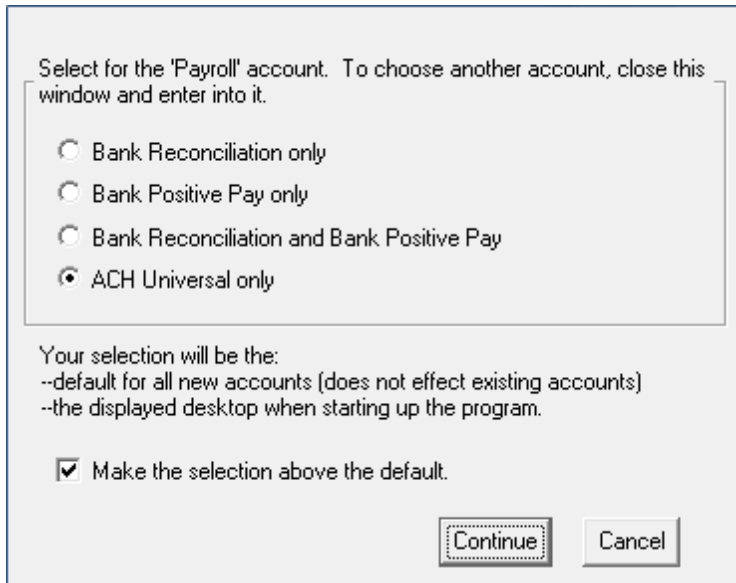 Select for the 'Payroll' account.  To choose another account, close this
window and enter into it.
Bank Reconciliation only
Bank Positive Pay only
Bank Reconciliation and Bank Positive Pay
ACH Universal only
Your selection will be the:
--default for all new accounts (does not effect existing accounts)
--the displayed desktop when starting up the program.
Make the selection above the default.
Continue Cancel